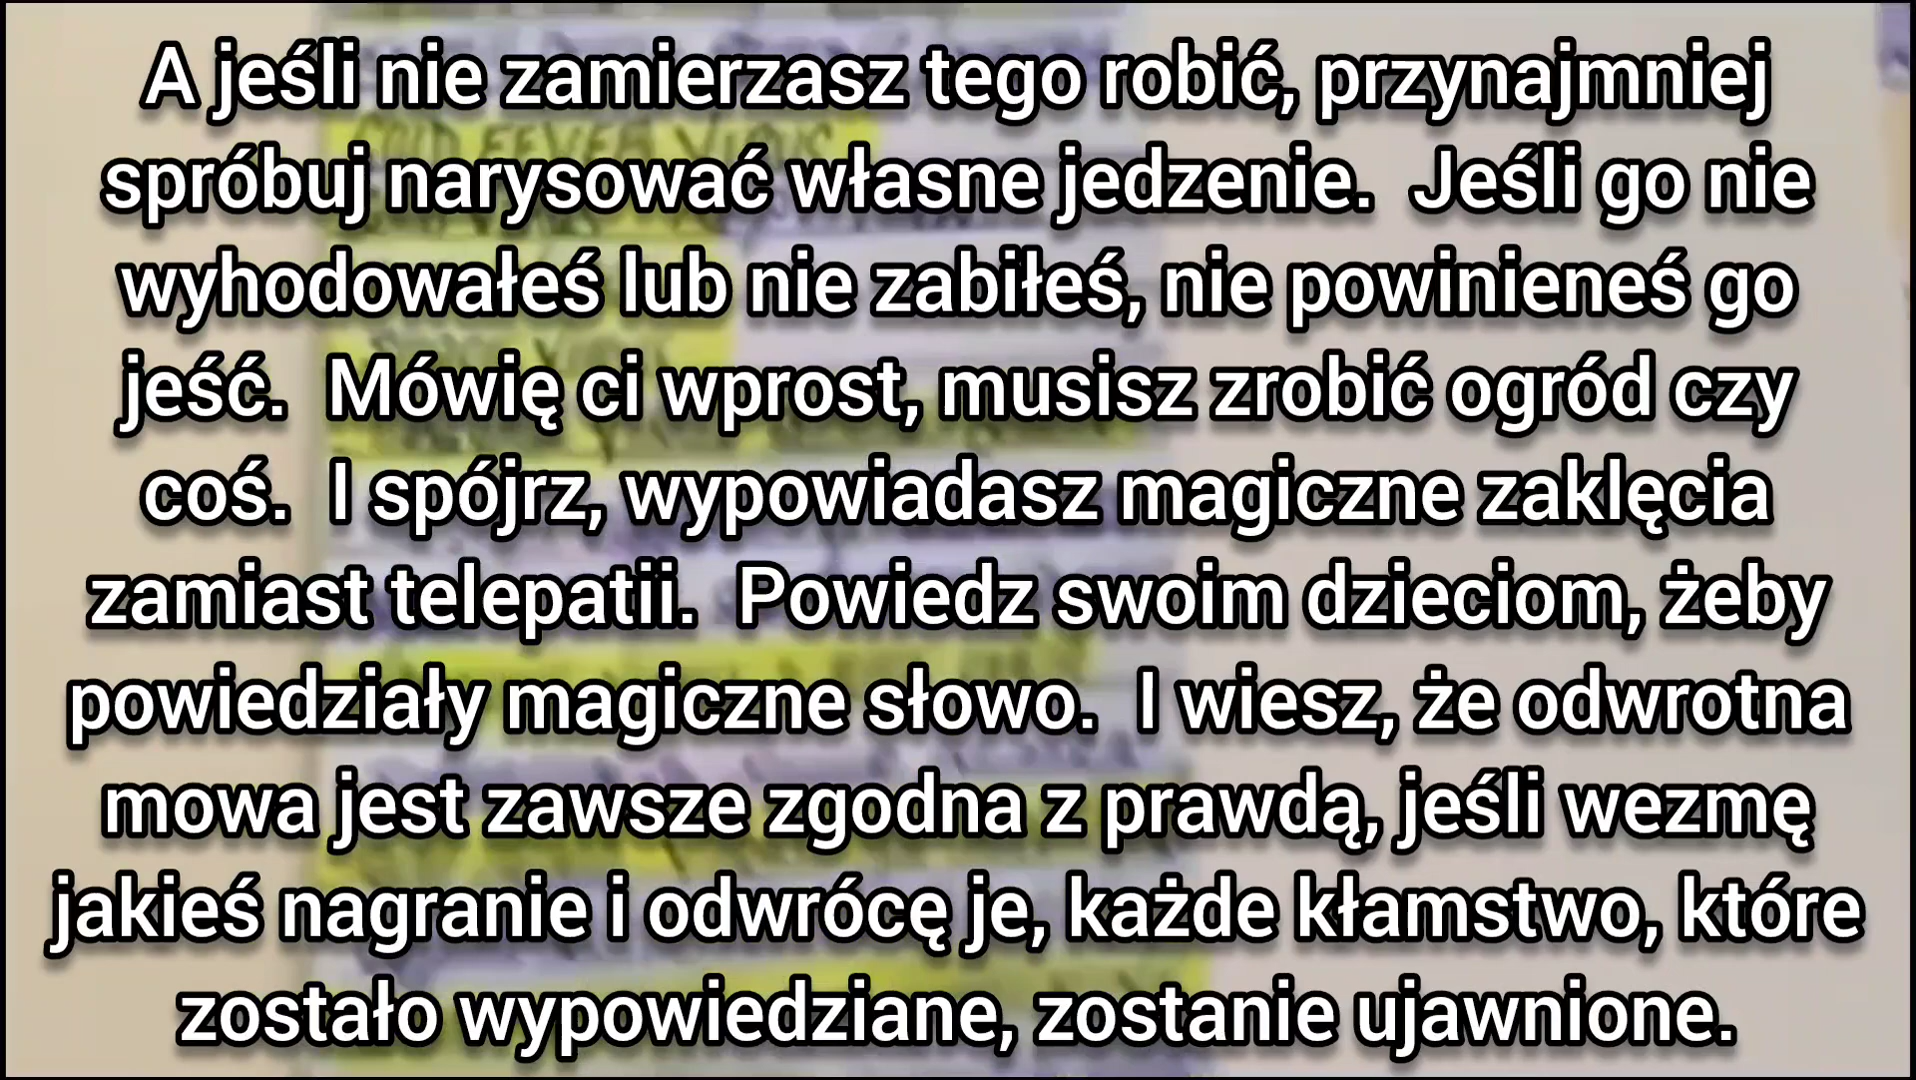 A jeśli nie zamierzasz tego robić, przynajmniej
spróbuj narysować własne jedzenie. Jeśli go nie
wyhodowałeś lub nie zabiłeś, nie powinieneś go
jeść. Mówię ci wprost, musisz zrobić ogród czy
coś. I spójrz, wypowiadasz magiczne zaklęcia
zamiast telepatii. Powiedz swoim dzieciom, żeby
powiedziały magiczne słowo. I wiesz, że odwrotna
mowa jest zawsze zgodna z prawdą, jeśli wezmę
jakieś nagranie i odwrócę je, każde kłamstwo, które
zostało wypowiedziane, zostanie ujawnione.